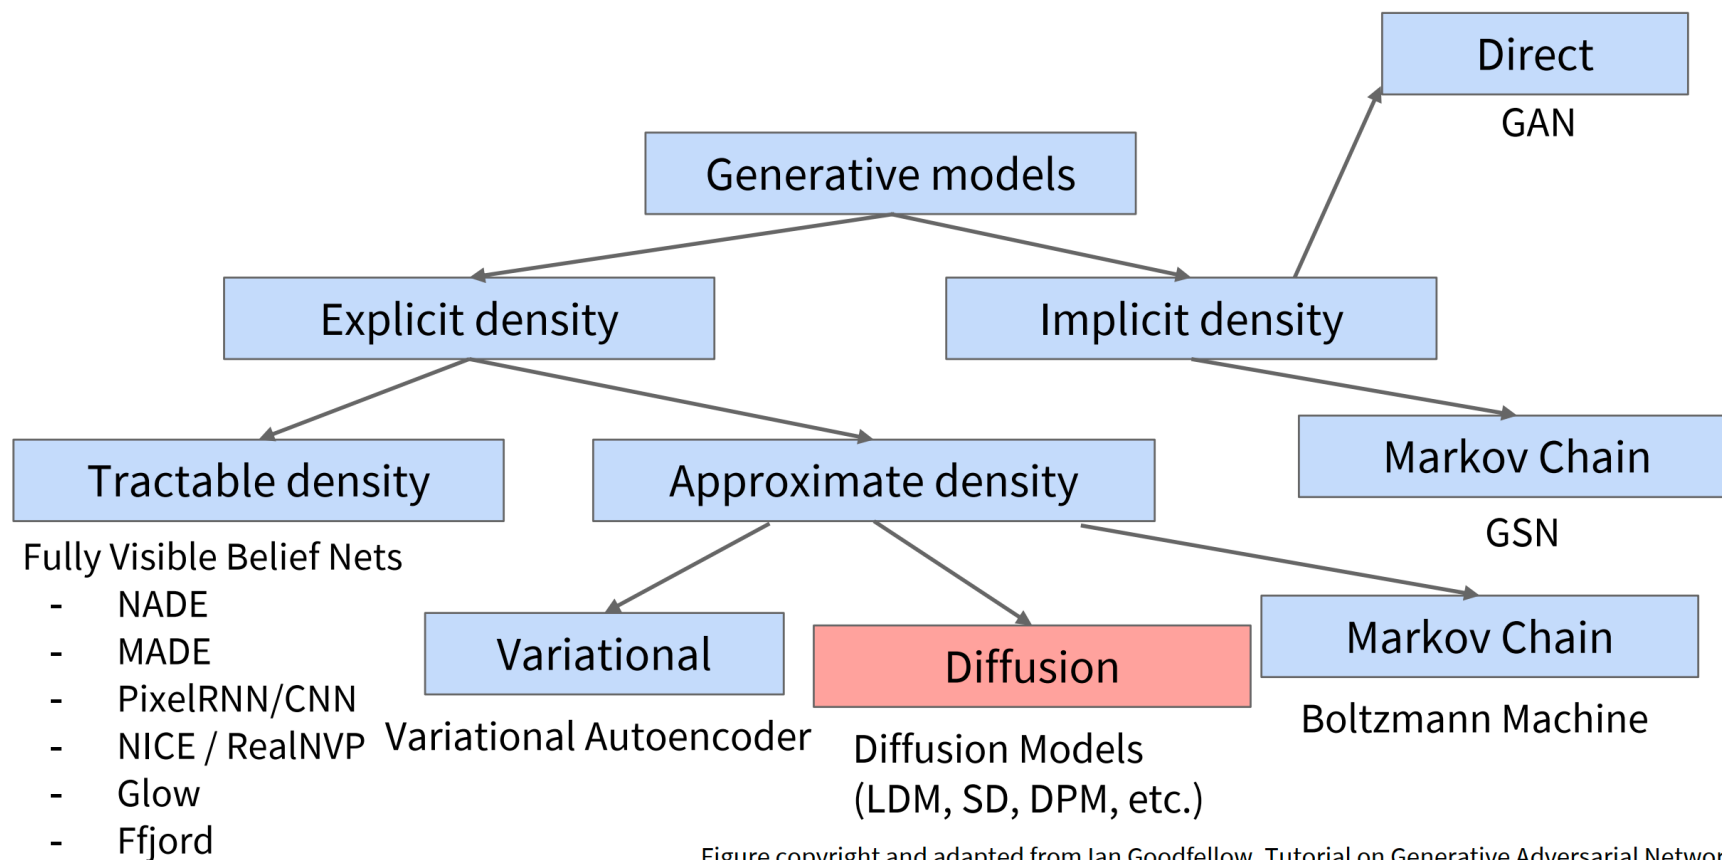 Direct
GAN
Generative models
Explicit density
Implicit density
Tractable density
Approximate density
Markov Chain
GSN
Fully Visible Belief Nets
- NADE
- MADE
- PixelRNN/CNN
- NICE / RealNVP
- Glow
- Ffjord
Variational
Variational Autoencoder
Diffusion
Diffusion Models
(LDM, SD, DPM, etc.)
Markov Chain
Boltzmann Machine
Figure copyright and adapted from Ian Goodfellow, Tutorial on Generative Adversarial